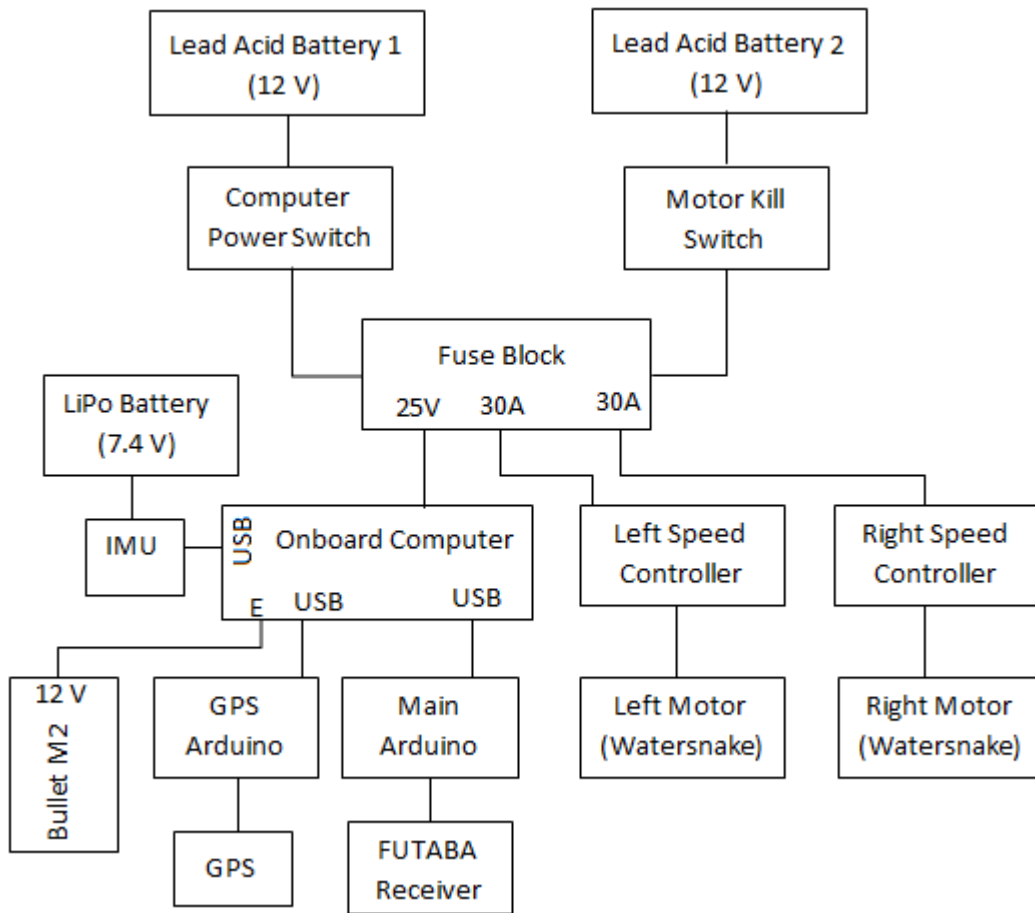 Lead Acid Battery 1
(12 V)
Lead Acid Battery 2
(12 V)
Computer
Power Switch
Motor Kill
Switch
Fuse Block
25V 30A 30A
LiPo Battery
(7.4 V)
IMU
USB
Onboard Computer
E USB USB
Left Speed
Controller
Right Speed
Controller
12 V
Bullet M2
GPS
Arduino
Main
Arduino
Left Motor
(Watersnake)
Right Motor
(Watersnake)
GPS
FUTABA
Receiver